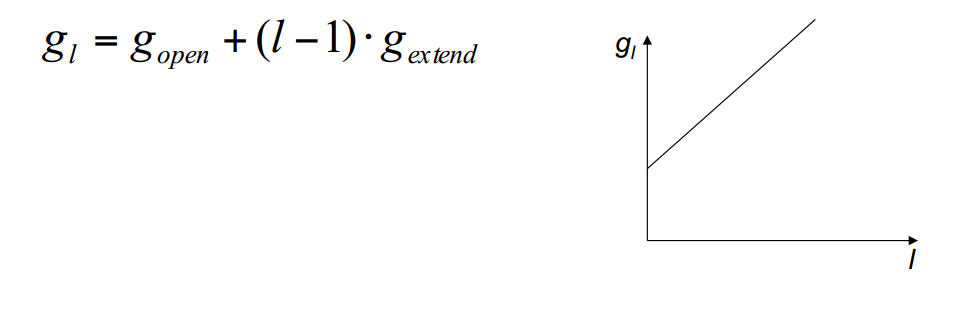 g_l = g_open + (l − 1) · g_extend
g_l
l